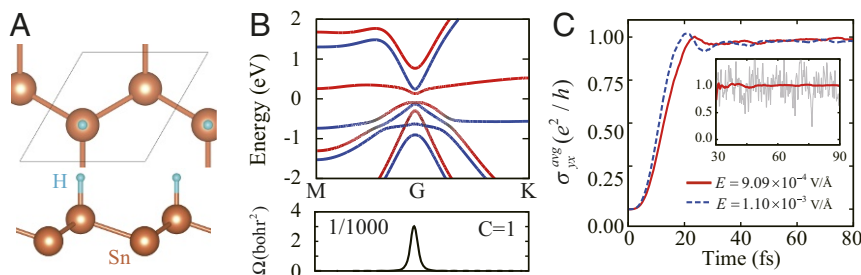 A
H
Sn
B
Energy (eV)
2
1
0
-1
-2
M
G
K
Ω(bohr²)
4
2
0
1/1000
C=1
C
σ_yx^avg (e²/h)
1.00
0.75
0.50
0.25
0.00
1.0
0.5
0.0
30
60
90
E = 9.09×10⁻⁴ V/Å
E = 1.10×10⁻³ V/Å
0
20
40
60
80
Time (fs)